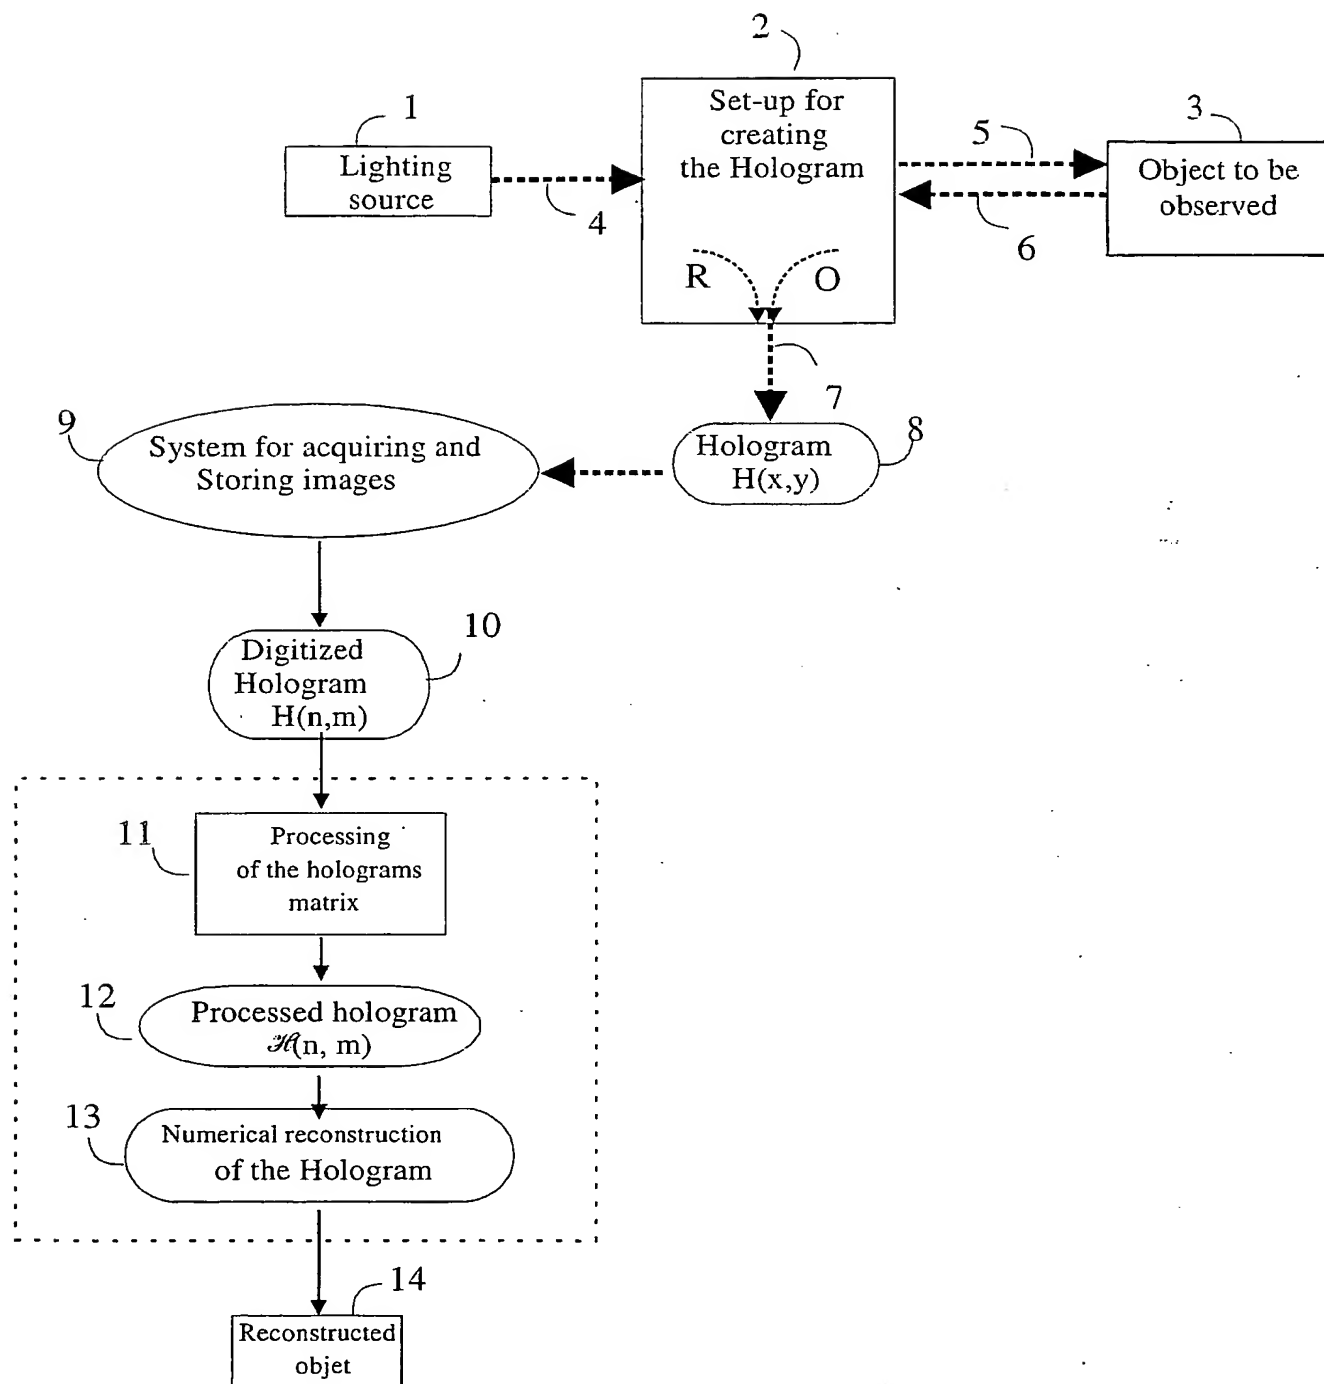 2
1
Set-up for
creating
the Hologram
3
5
Lighting
source
Object to be
observed
4
6
R
O
7
9
8
System for acquiring and
Storing images
Hologram
H(x,y)
10
Digitized
Hologram
H(n,m)
11
Processing
of the holograms
matrix
12
Processed hologram
ℋ(n, m)
13
Numerical reconstruction
of the Hologram
14
Reconstructed
objet